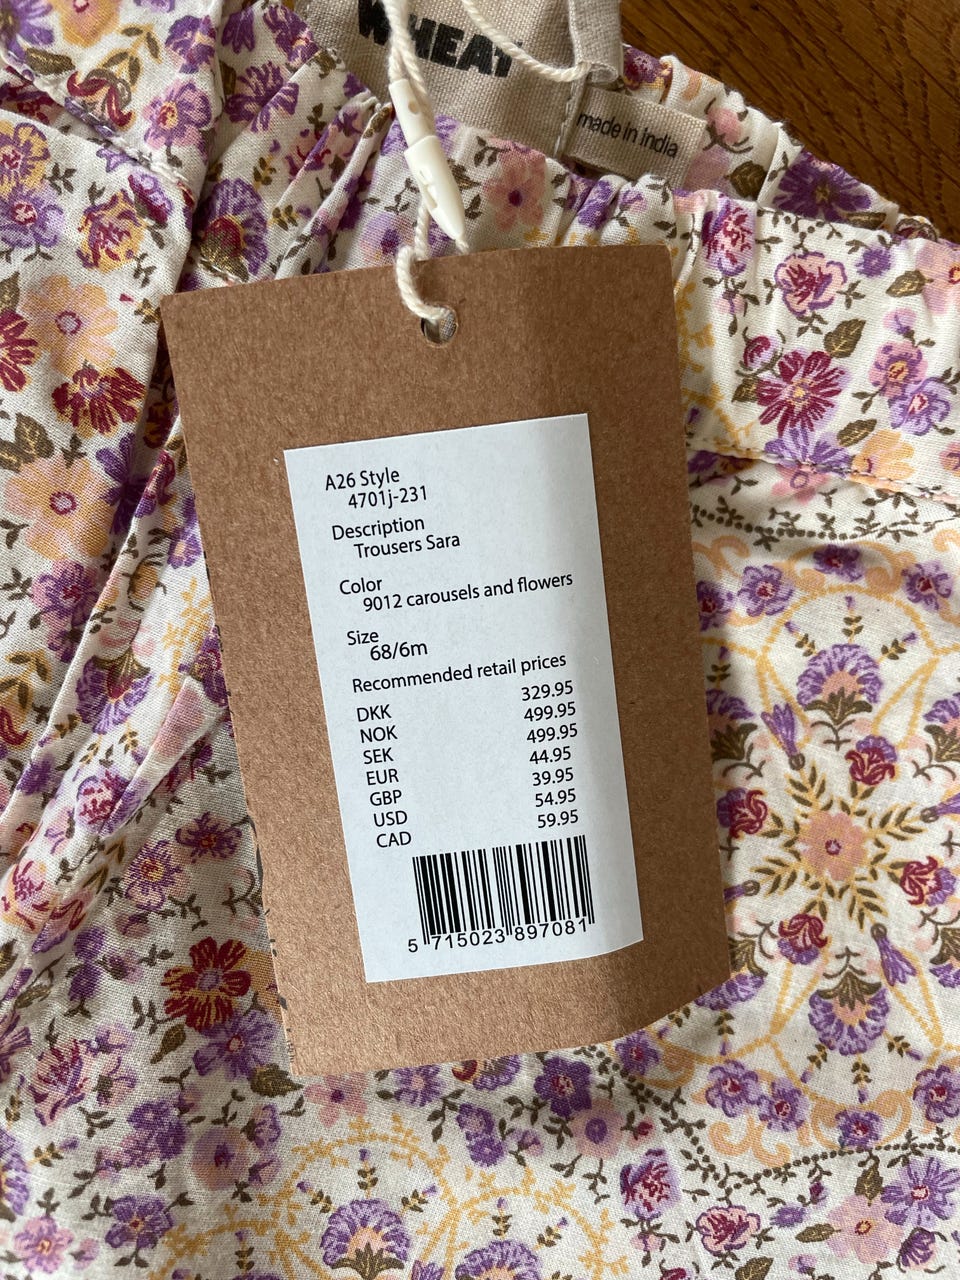 WHEAT
made in india
A26 Style
4701j-231
Description
Trousers Sara
Color
9012 carousels and flowers
Size
68/6m
Recommended retail prices
DKK 329.95
NOK 499.95
SEK 499.95
EUR 44.95
GBP 39.95
USD 54.95
CAD 59.95
5 715023 897081